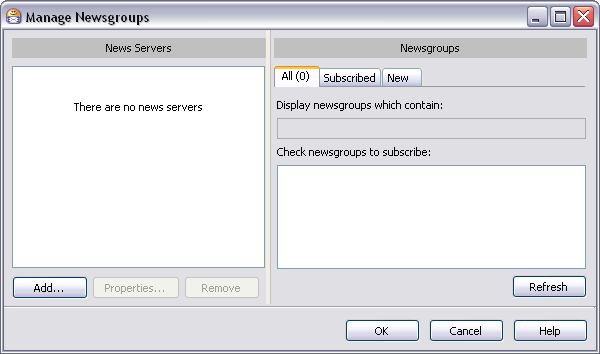 Manage Newsgroups
News Servers
There are no news servers
Add...
Properties...
Remove
Newsgroups
All (0)
Subscribed
New
Display newsgroups which contain:
Check newsgroups to subscribe:
Refresh
OK
Cancel
Help